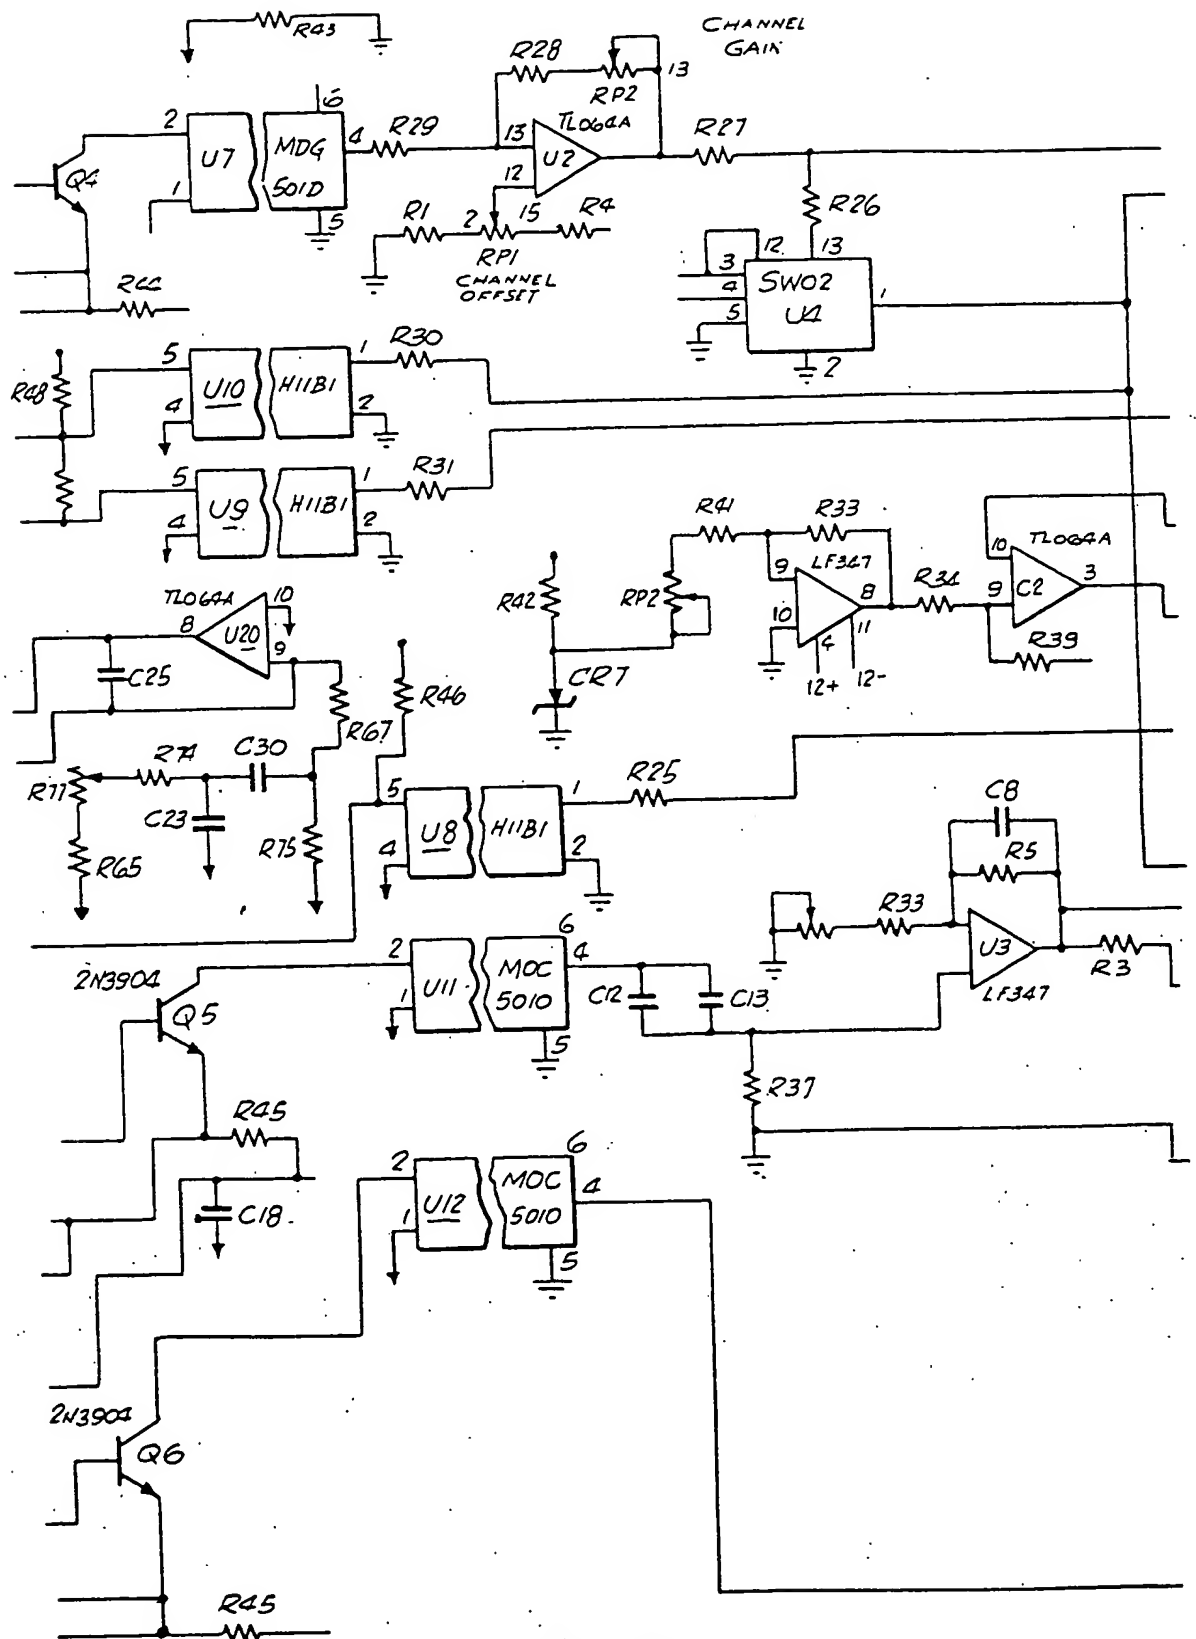 CHANNEL
GAIN
R43
R28
RP2
13
6
2
U7
MDG
501D
4
R29
13
TL064A
U2
12
R27
Q4
1
5
R1
2
15
R4
RP1
CHANNEL
OFFSET
R26
12
13
3
4
5
SW02
U4
1
2
R44
R48
5
U10
H11B1
1
R30
4
2
5
U9
H11B1
1
R31
4
2
R41
R33
LF347
9
10
8
4
11
12+
12-
R34
10
TL064A
9
C2
3
R39
R42
RP2
CR7
TL064A
10
8
U20
9
C25
R46
R67
R74
C30
R77
C23
R75
R65
5
U8
H11B1
1
R25
4
2
C8
R5
R33
U3
LF347
R3
2N3904
Q5
2
U11
MOC
5010
6
4
1
5
C12
C13
R37
R45
C18
2
U12
MOC
5010
6
4
1
5
2N3904
Q6
R45